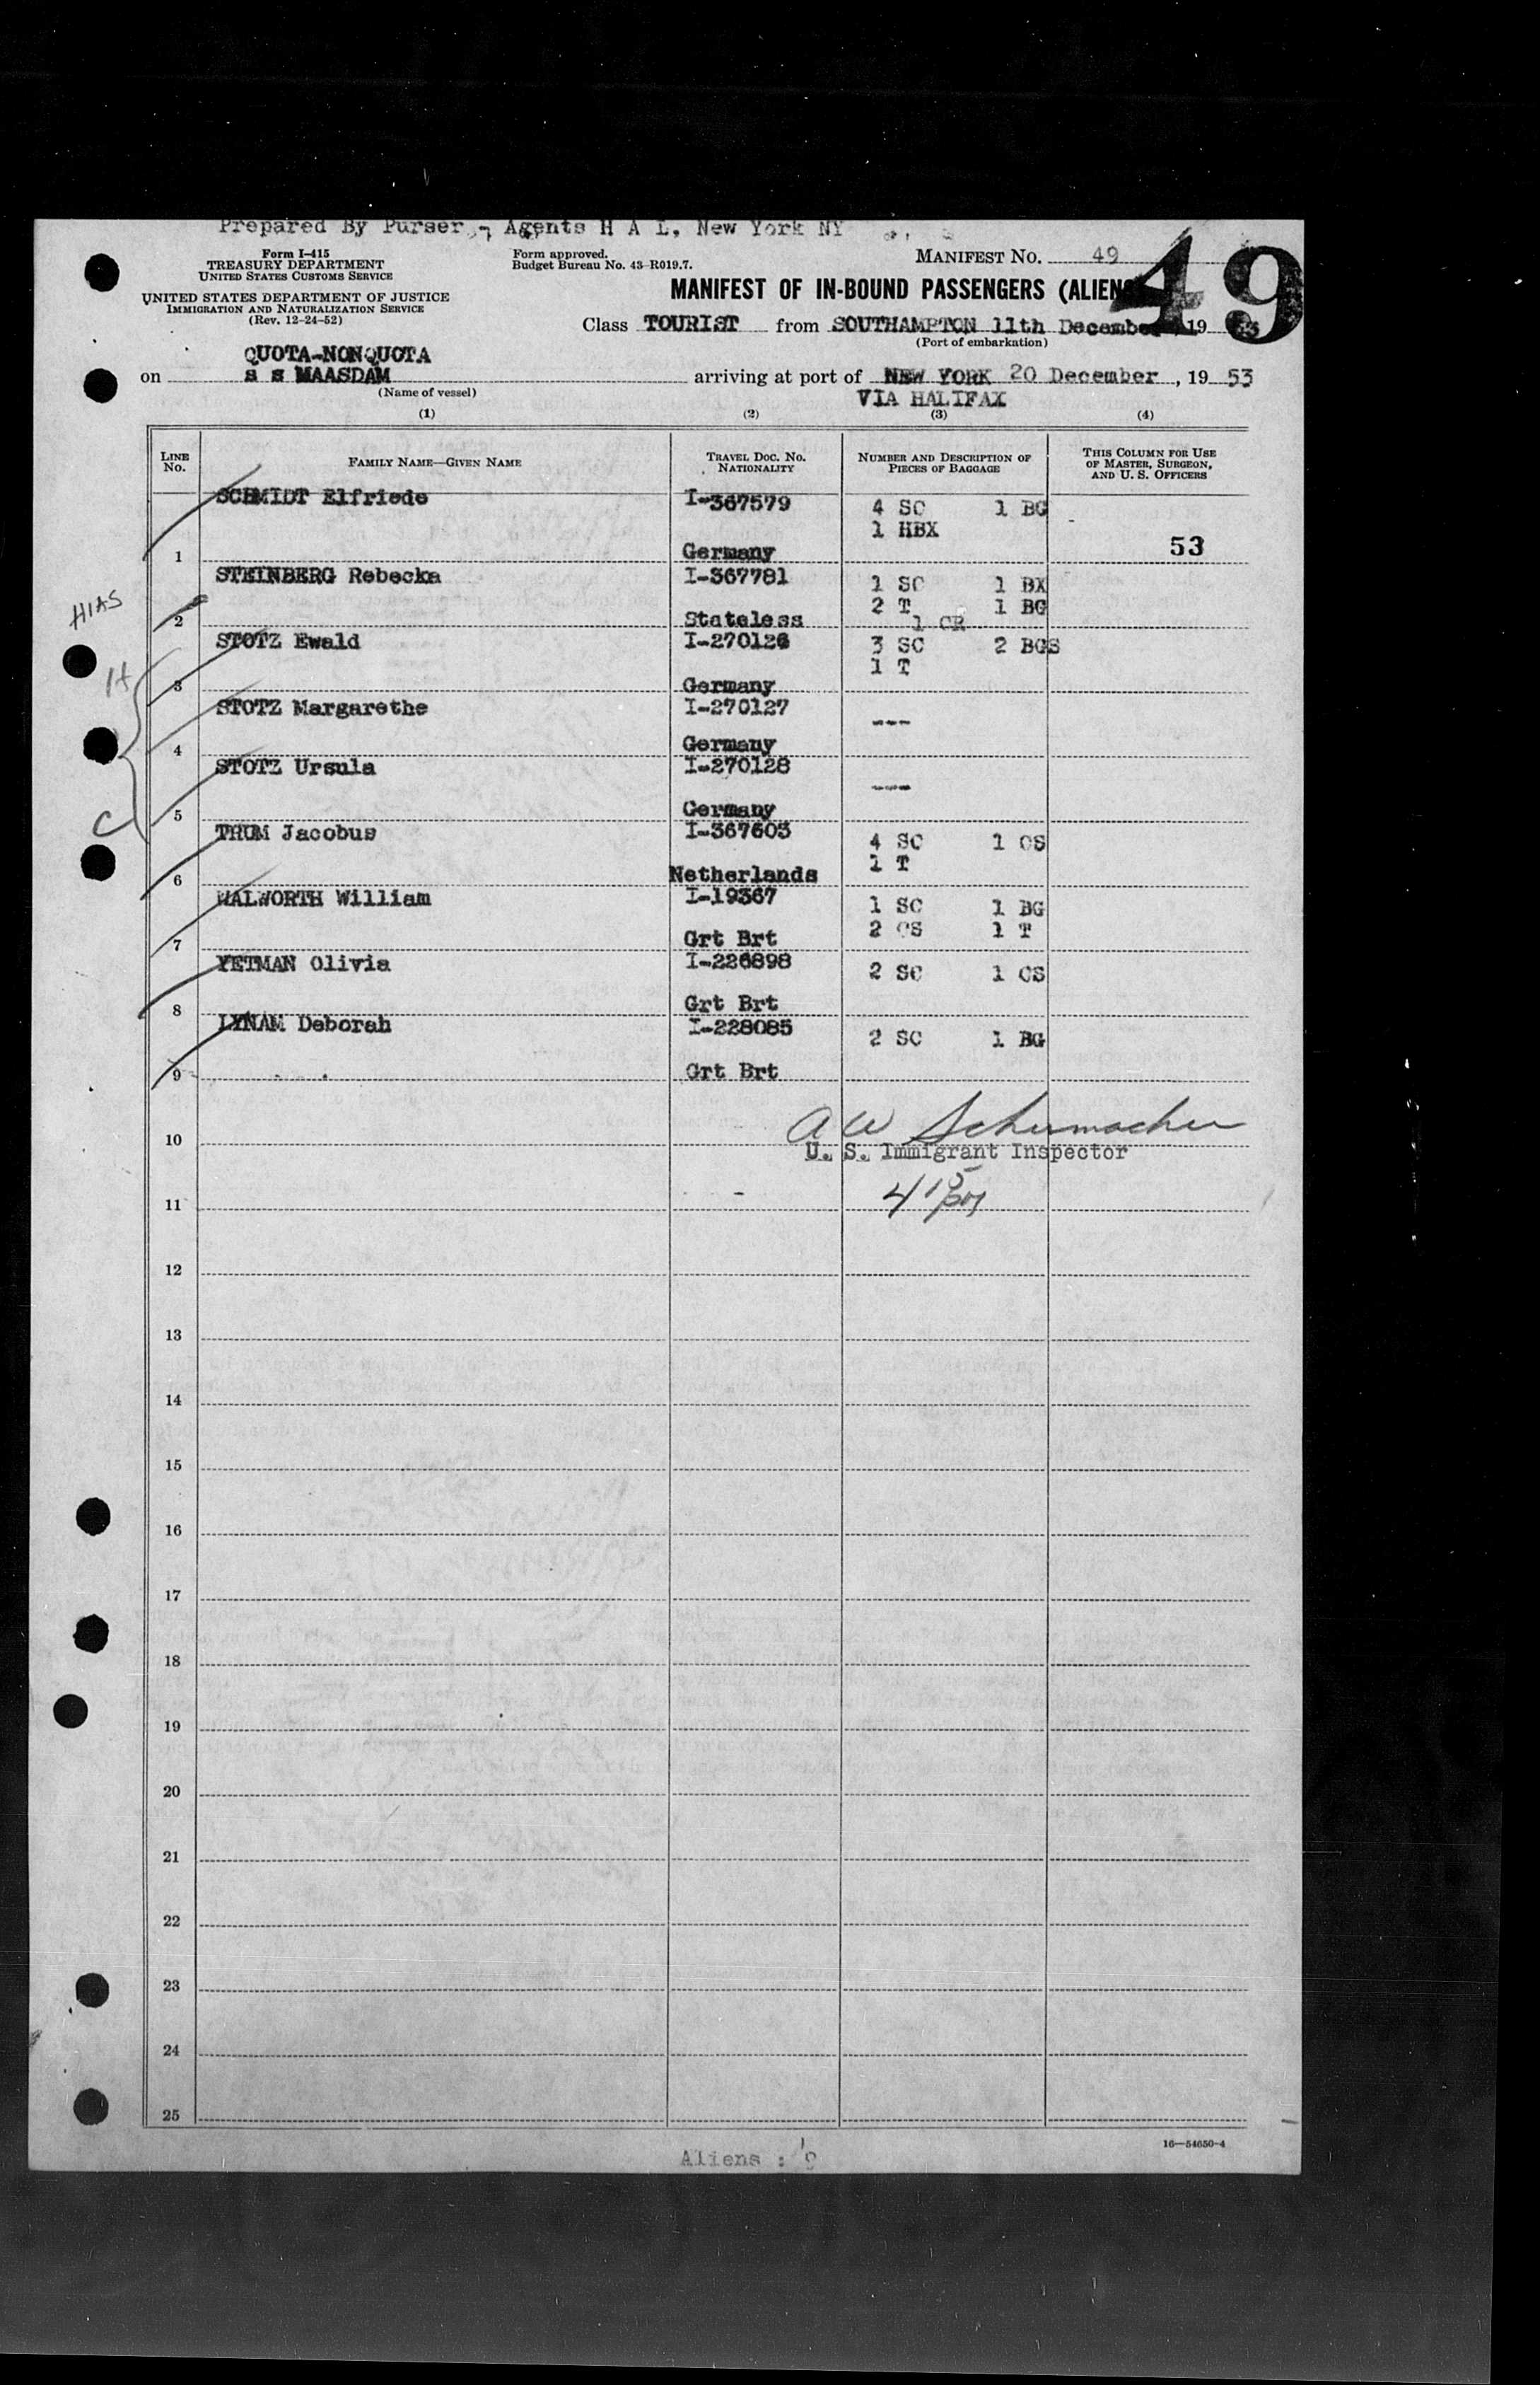 Prepared By Purser - Agents H A L, New York NY
Form I-415
TREASURY DEPARTMENT
UNITED STATES CUSTOMS SERVICE
UNITED STATES DEPARTMENT OF JUSTICE
IMMIGRATION AND NATURALIZATION SERVICE
(Rev. 12-24-52)
Form approved.
Budget Bureau No. 43-R019.7.
MANIFEST NO. 49
49
MANIFEST OF IN-BOUND PASSENGERS (ALIEN
Class TOURIST from SOUTHAMPTON 11th December 19 53
(Port of embarkation)
QUOTA-NONQUOTA
on s s MAASDAM arriving at port of NEW YORK 20 December, 19 53
(Name of vessel)
VIA HALIFAX
(1) (2) (3) (4)
LINE NO. FAMILY NAME—GIVEN NAME TRAVEL DOC. NO. NATIONALITY NUMBER AND DESCRIPTION OF PIECES OF BAGGAGE THIS COLUMN FOR USE OF MASTER, SURGEON, AND U. S. OFFICERS
SCHMIDT Elfriede I-367579 4 SC 1 BG
1 HBX
1 Germany 53
STEINBERG Rebecka I-367781 1 SC 1 BX
HIAS 2 T 1 BG
2 Stateless 1 CR
STOTZ Ewald I-270126 3 SC 2 BGS
1 T
H
3 Germany
STOTZ Margarethe I-270127 ---
4 Germany
STOTZ Ursula I-270128 ---
5 Germany
C
THUM Jacobus I-367603 4 SC 1 CS
1 T
6 Netherlands
WALWORTH William I-19367 1 SC 1 BG
2 CS 1 T
7 Grt Brt
YETMAN Olivia I-226898 2 SC 1 CS
8 Grt Brt
LYNAM Deborah I-228085 2 SC 1 BG
9 Grt Brt
A W Schumacher
10
U. S. Immigrant Inspector
11
12
13
14
15
16
17
18
19
20
21
22
23
24
25
16—54650-4
Aliens : 9